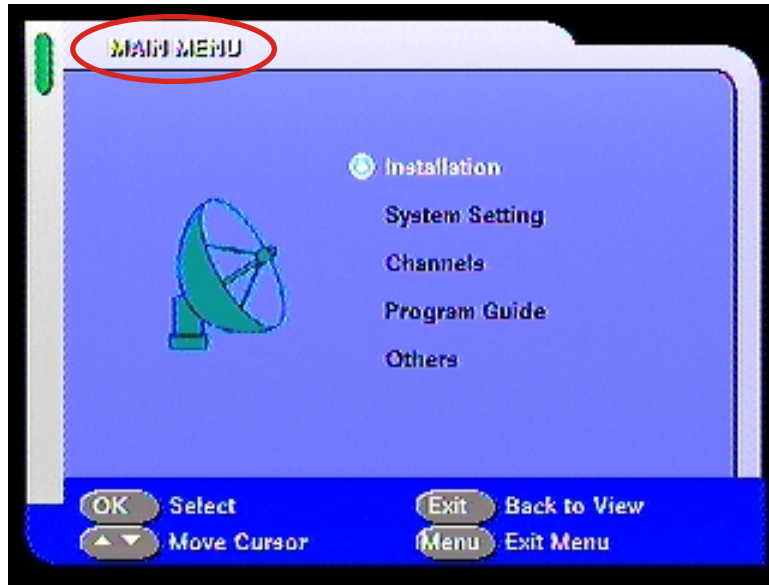 MAIN MENU
Installation
System Setting
Channels
Program Guide
Others
OK Select Exit Back to View
Move Cursor Menu Exit Menu